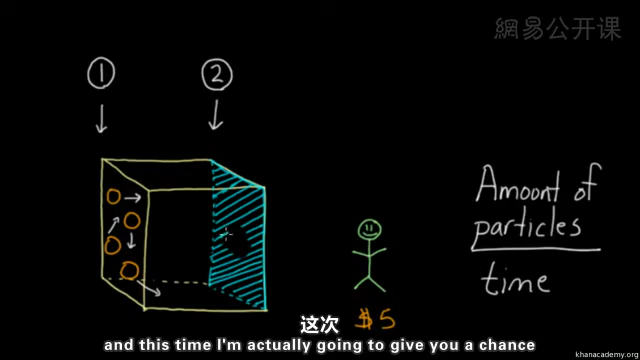 網易公开课
① ②
Amount of
particles
time
这次
$5
and this time I'm actually going to give you a chance
khanacademy.org